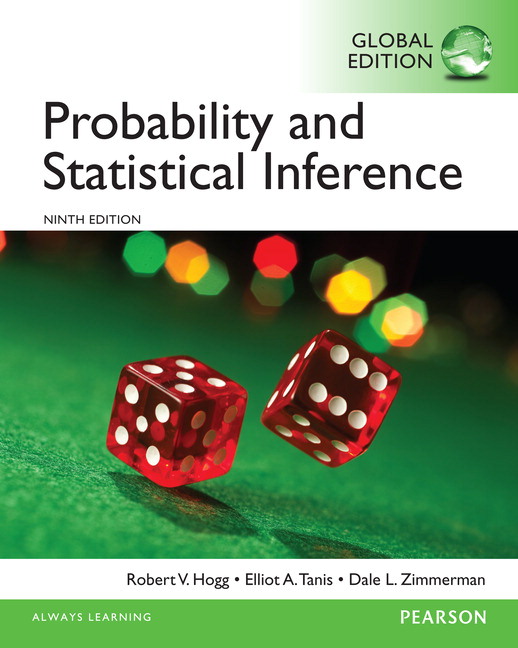 GLOBAL
EDITION
Probability and
Statistical Inference
NINTH EDITION
Robert V. Hogg • Elliot A. Tanis • Dale L. Zimmerman
ALWAYS LEARNING
PEARSON